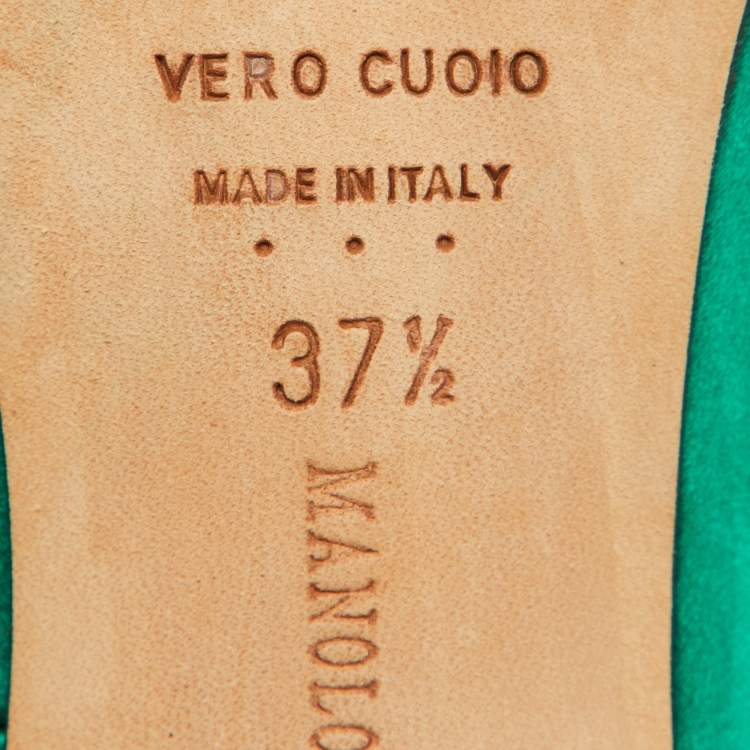 VERO CUOIO
MADE IN ITALY
37½
MANOLO